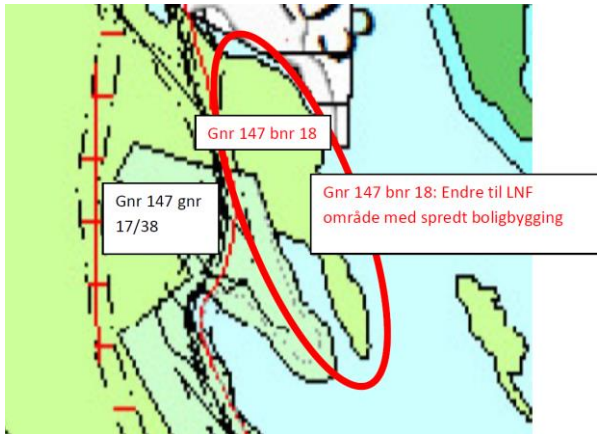 Gnr 147 bnr 18
Gnr 147 gnr
17/38
Gnr 147 bnr 18: Endre til LNF
område med spredt boligbygging